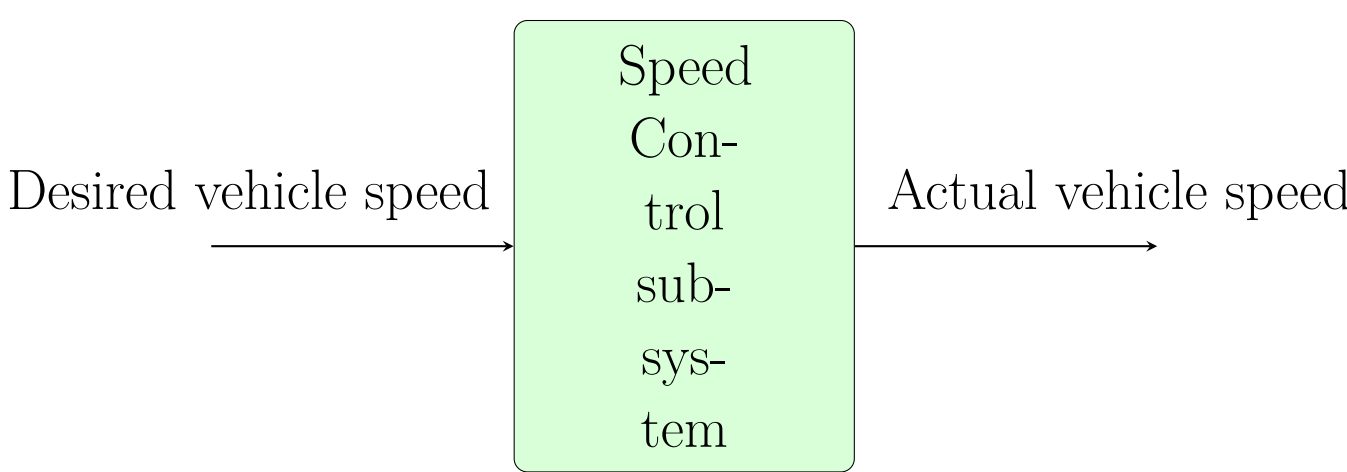 Desired vehicle speed
Speed
Con-
trol
sub-
sys-
tem
Actual vehicle speed